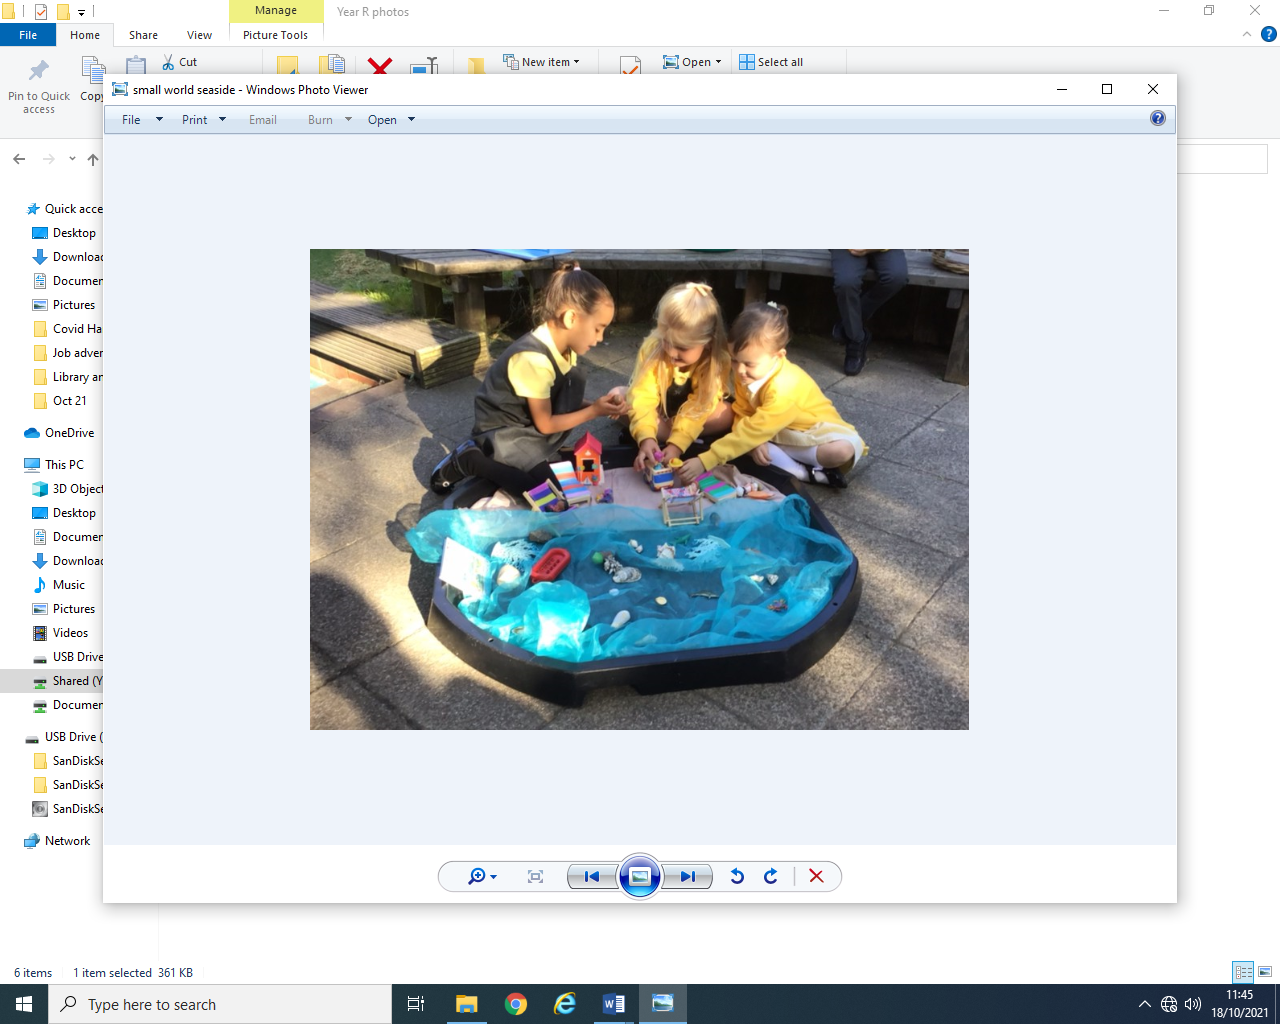 Manage
Year R photos
File
Home
Share
View
Picture Tools
Pin to Quick
access
Copy
Cut
New item
Open
Select all
small world seaside - Windows Photo Viewer
File
Print
Email
Burn
Open
Quick acce
Desktop
Downloac
Documer
Pictures
Covid Ha
Job adver
Library an
Oct 21
OneDrive
This PC
3D Object
Desktop
Documer
Downloac
Music
Pictures
Videos
USB Drive
Shared (Y
Documer
USB Drive (
SanDiskSe
SanDiskSe
SanDiskSe
Network
6 items
1 item selected 361 KB
Type here to search
11:45
18/10/2021